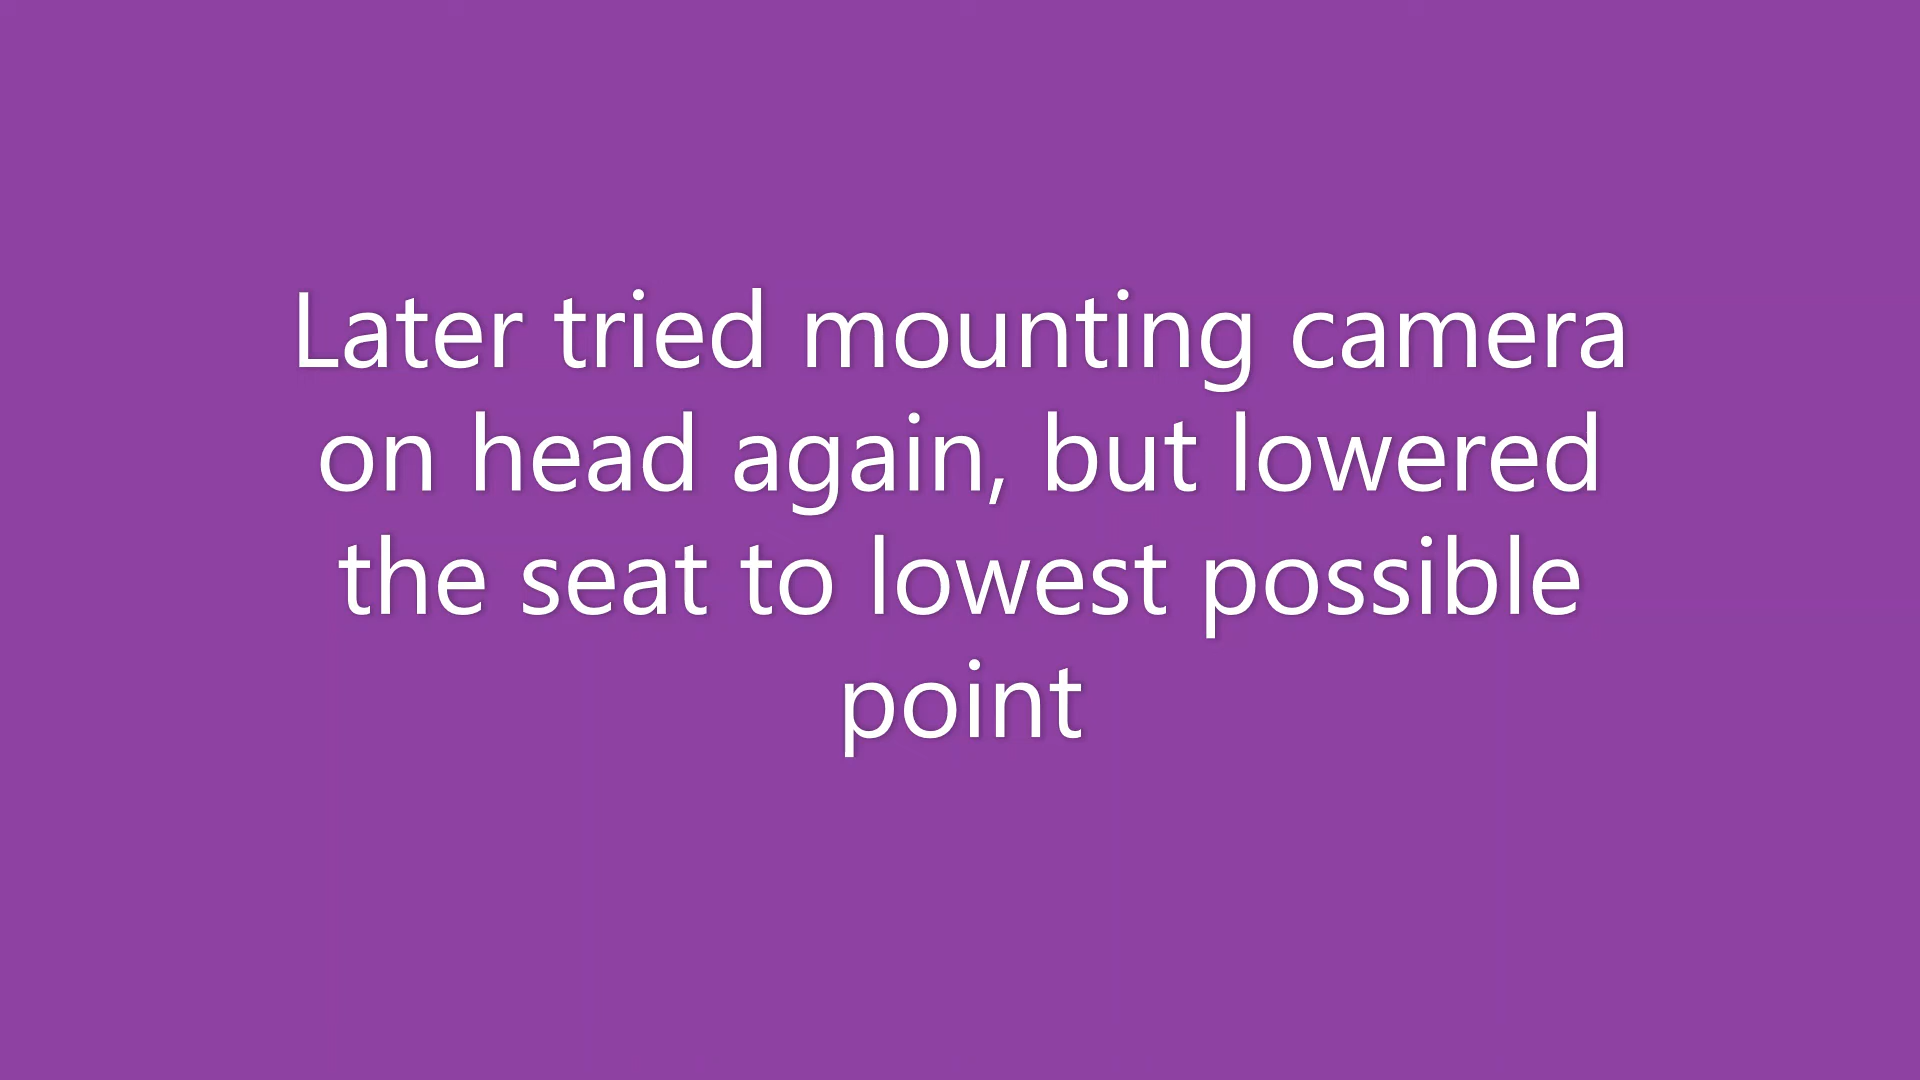 Later tried mounting camera
on head again, but lowered
the seat to lowest possible
point